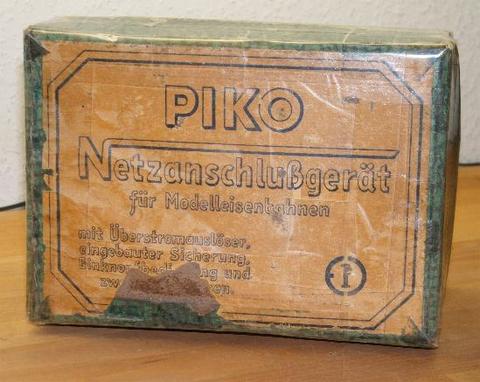 PIKO
Netzanschlußgerät
für Modelleisenbahnen
mit Überstromauslöser,
eingebauter Sicherung,
und